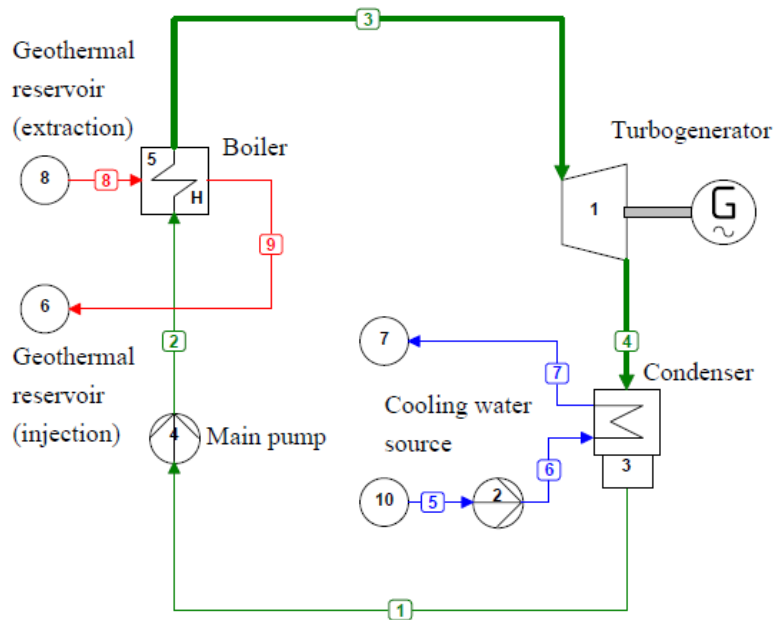 3
Geothermal
reservoir
(extraction)
Boiler
Turbogenerator
5
H
8
8
1
G
9
6
2
7
4
Geothermal
reservoir
(injection)
7
Condenser
Cooling water
source
4
Main pump
6
3
10
5
2
1